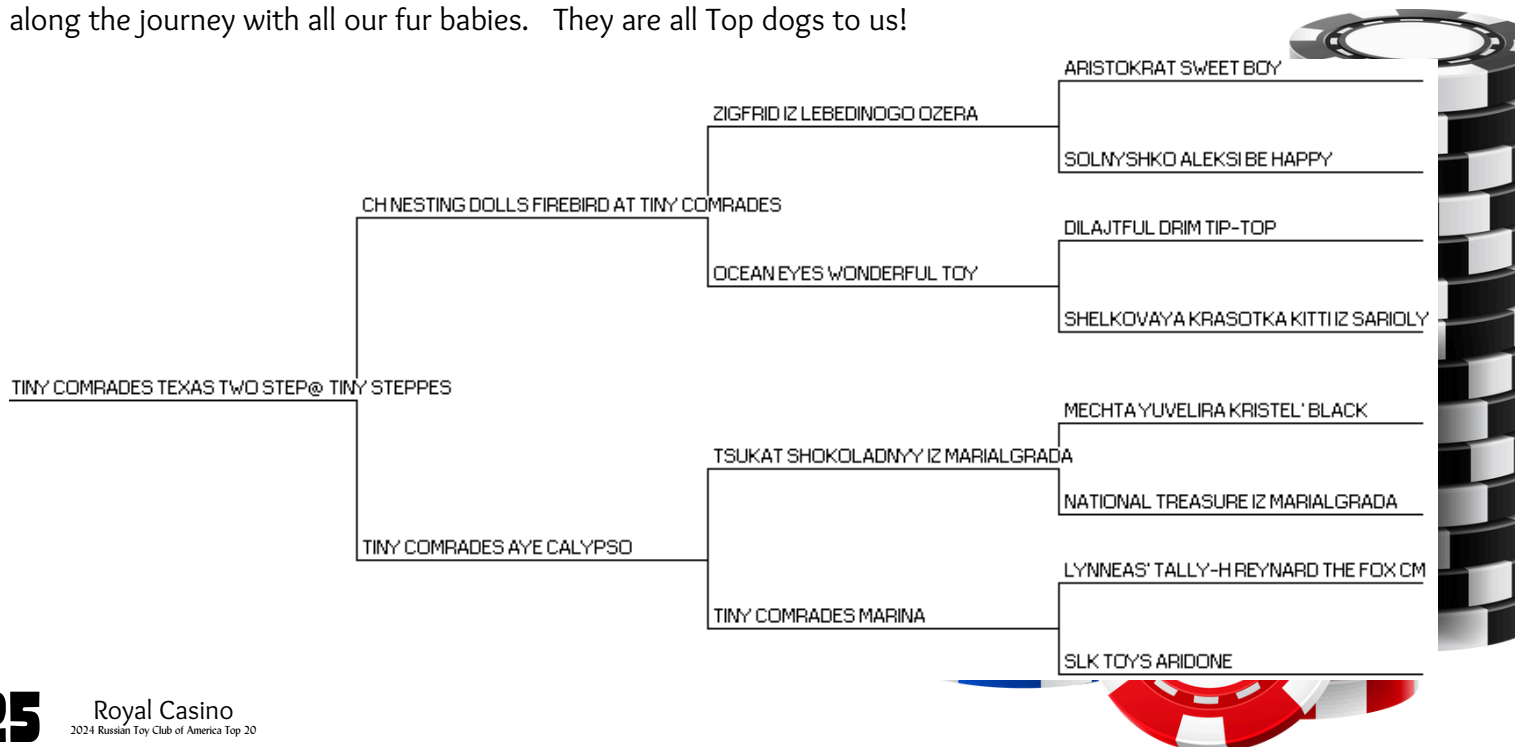 along the journey with all our fur babies.   They are all Top dogs to us!
ARISTOKRAT SWEET BOY
ZIGFRID IZ LEBEDINOGO OZERA
SOLNYSHKO ALEKSI BE HAPPY
CH NESTING DOLLS FIREBIRD AT TINY COMRADES
DILAJTFUL DRIM TIP-TOP
OCEAN EYES WONDERFUL TOY
SHELKOVAYA KRASOTKA KITTI IZ SARIOLY
TINY COMRADES TEXAS TWO STEP@ TINY STEPPES
MECHTA YUVELIRA KRISTEL' BLACK
TSUKAT SHOKOLADNYY IZ MARIALGRADA
NATIONAL TREASURE IZ MARIALGRADA
TINY COMRADES AYE CALYPSO
LYNNEAS' TALLY-H REYNARD THE FOX CM
TINY COMRADES MARINA
SLK TOYS ARIDONE
25
Royal Casino
2024 Russian Toy Club of America Top 20